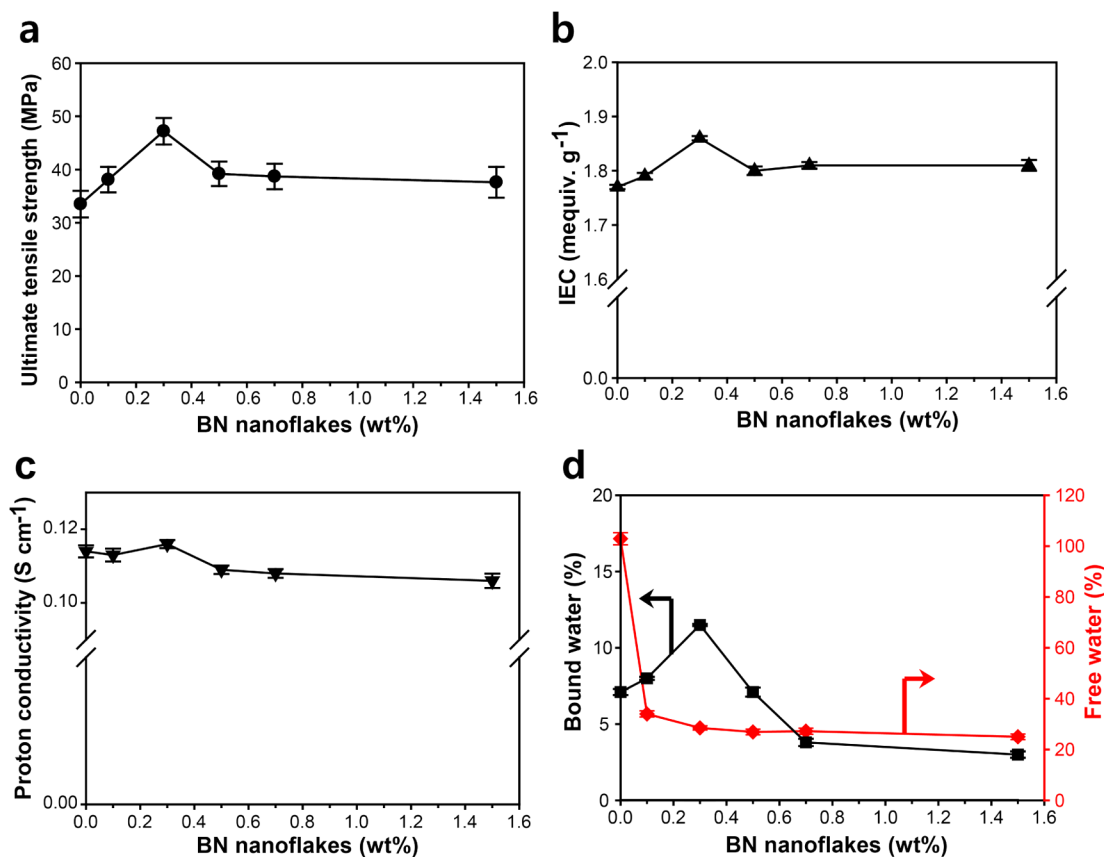 a
Ultimate tensile strength (MPa)
60
50
40
30
20
10
0
0.0 0.2 0.4 0.6 0.8 1.0 1.2 1.4 1.6
BN nanoflakes (wt%)
b
IEC (mequiv. g-1)
2.0
1.9
1.8
1.7
1.6
0.0
0.0 0.2 0.4 0.6 0.8 1.0 1.2 1.4 1.6
BN nanoflakes (wt%)
c
Proton conductivity (S cm-1)
0.12
0.10
0.00
0.0 0.2 0.4 0.6 0.8 1.0 1.2 1.4 1.6
BN nanoflakes (wt%)
d
Bound water (%)
20
15
10
5
0
0.0 0.2 0.4 0.6 0.8 1.0 1.2 1.4 1.6
BN nanoflakes (wt%)
120
100
80
60
40
20
0
Free water (%)